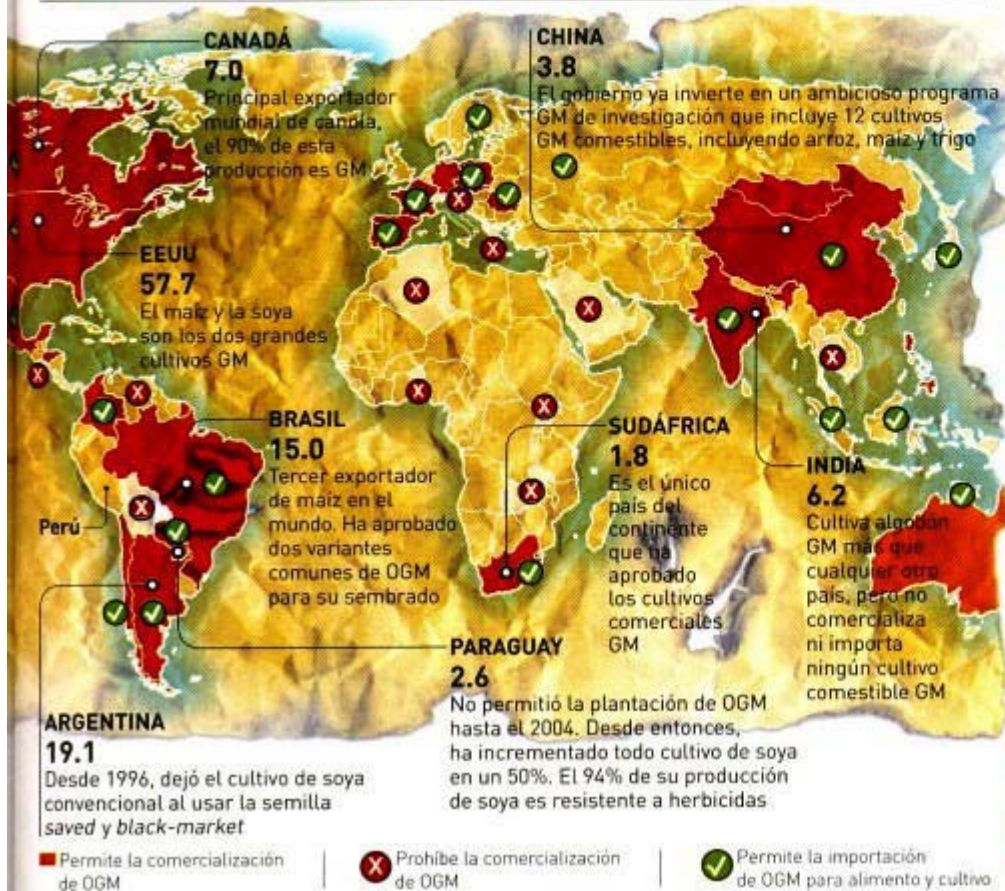 CANADÁ
7.0
Principal exportador
mundial de canola,
el 90% de esta
producción es GM
CHINA
3.8
El gobierno ya invierte en un ambicioso programa
GM de investigación que incluye 12 cultivos
GM comestibles, incluyendo arroz, maíz y trigo
EEUU
57.7
El maíz y la soya
son los dos grandes
cultivos GM
BRASIL
15.0
Tercer exportador
de maíz en el
mundo. Ha aprobado
dos variantes
comunes de OGM
para su sembrado
Perú
SUDÁFRICA
1.8
Es el único
país del
continente
que ha
aprobado
los cultivos
comerciales
GM
INDIA
6.2
Cultiva algodón
GM más que
cualquier otro
país, pero no
comercializa
ni importa
ningún cultivo
comestible GM
PARAGUAY
2.6
No permitió la plantación de OGM
hasta el 2004. Desde entonces,
ha incrementado todo cultivo de soya
en un 50%. El 94% de su producción
de soya es resistente a herbicidas
ARGENTINA
19.1
Desde 1996, dejó el cultivo de soya
convencional al usar la semilla
saved y black-market
Permite la comercialización
de OGM
X Prohíbe la comercialización
de OGM
Permite la importación
de OGM para alimento y cultivo